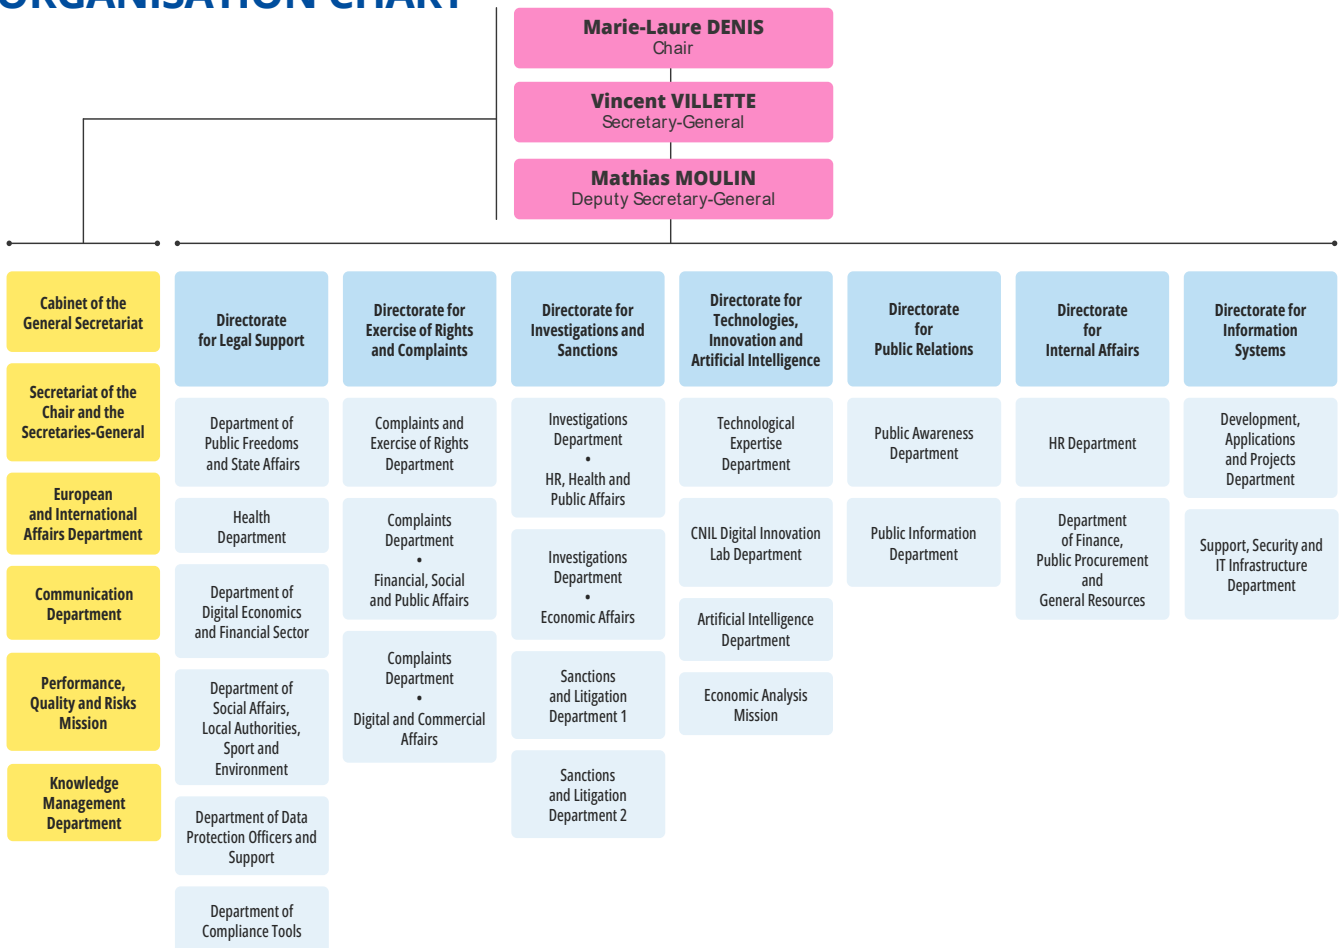 ORGANISATION CHART
Marie-Laure DENIS
Chair
Vincent VILLETTE
Secretary-General
Mathias MOULIN
Deputy Secretary-General
Cabinet of the
General Secretariat
Secretariat of the
Chair and the
Secretaries-General
European
and International
Affairs Department
Communication
Department
Performance,
Quality and Risks
Mission
Knowledge
Management
Department
Directorate
for Legal Support
Department of
Public Freedoms
and State Affairs
Health
Department
Department of
Digital Economics
and Financial Sector
Department of
Social Affairs,
Local Authorities,
Sport and
Environment
Department of Data
Protection Officers and
Support
Department of
Compliance Tools
Directorate for
Exercise of Rights
and Complaints
Complaints and
Exercise of Rights
Department
Complaints
Department
•
Financial, Social
and Public Affairs
Complaints
Department
•
Digital and Commercial
Affairs
Directorate for
Investigations and
Sanctions
Investigations
Department
•
HR, Health and
Public Affairs
Investigations
Department
•
Economic Affairs
Sanctions
and Litigation
Department 1
Sanctions
and Litigation
Department 2
Directorate for
Technologies,
Innovation and
Artificial Intelligence
Technological
Expertise
Department
CNIL Digital Innovation
Lab Department
Artificial Intelligence
Department
Economic Analysis
Mission
Directorate
for
Public Relations
Public Awareness
Department
Public Information
Department
Directorate
for
Internal Affairs
HR Department
Department
of Finance,
Public Procurement
and
General Resources
Directorate for
Information
Systems
Development,
Applications
and Projects
Department
Support, Security and
IT Infrastructure
Department